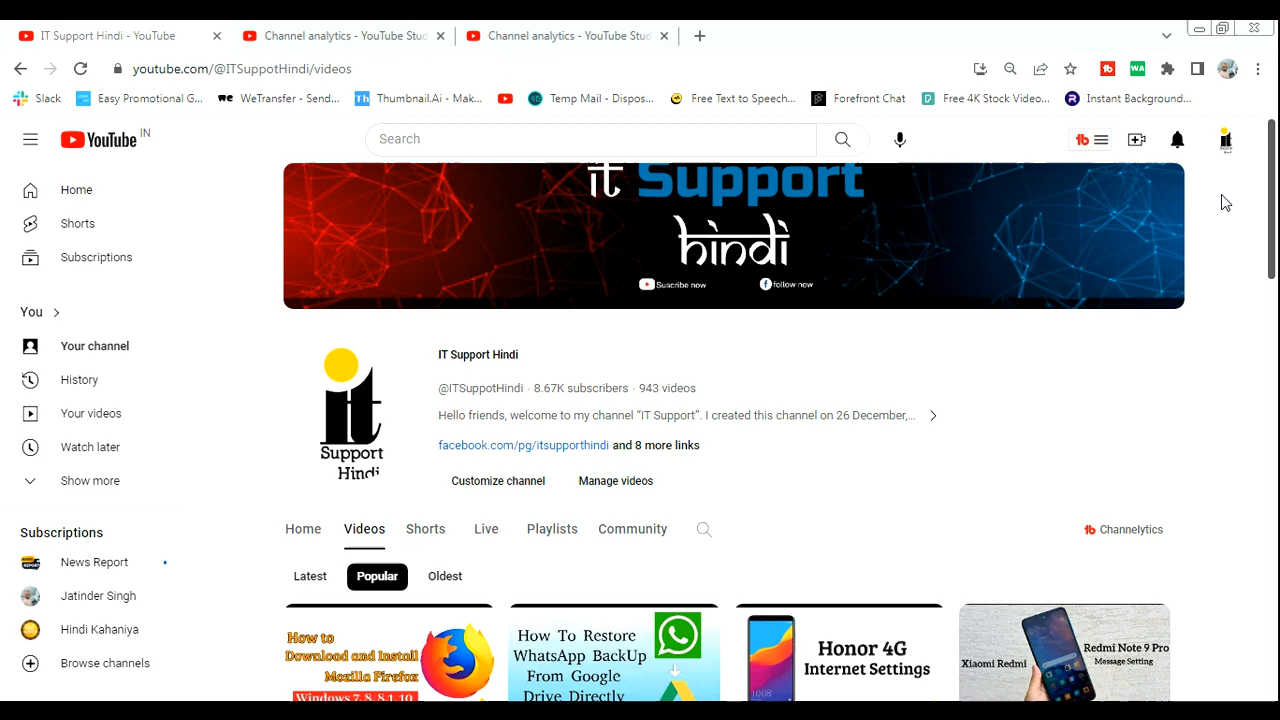 IT Support Hindi - YouTube
Channel analytics - YouTube Stud
Channel analytics - YouTube Stud
youtube.com/@ITSuppotHindi/videos
tb
WA
Slack
Easy Promotional G...
WeTransfer - Send...
Thumbnail.Ai - Mak...
Temp Mail - Dispos...
Free Text to Speech...
Forefront Chat
Free 4K Stock Video...
Instant Background...
YouTube IN
Search
tb
it Support
hindi
Suscribe now
follow now
Home
Shorts
Subscriptions
You
Your channel
History
Your videos
Watch later
Show more
Subscriptions
News Report
Jatinder Singh
Hindi Kahaniya
Browse channels
it
Support
Hindi
IT Support Hindi
@ITSuppotHindi · 8.67K subscribers · 943 videos
Hello friends, welcome to my channel “IT Support”. I created this channel on 26 December,...
facebook.com/pg/itsupporthindi and 8 more links
Customize channel
Manage videos
Home
Videos
Shorts
Live
Playlists
Community
tb Channelytics
Latest
Popular
Oldest
How to
Download and Install
Mozilla Firefox
Windows 7, 8, 8.1, 10
How To Restore
WhatsApp BackUp
From Google
Drive Directly
Honor 4G
Internet Settings
Xiaomi Redmi
Redmi Note 9 Pro
Message Setting